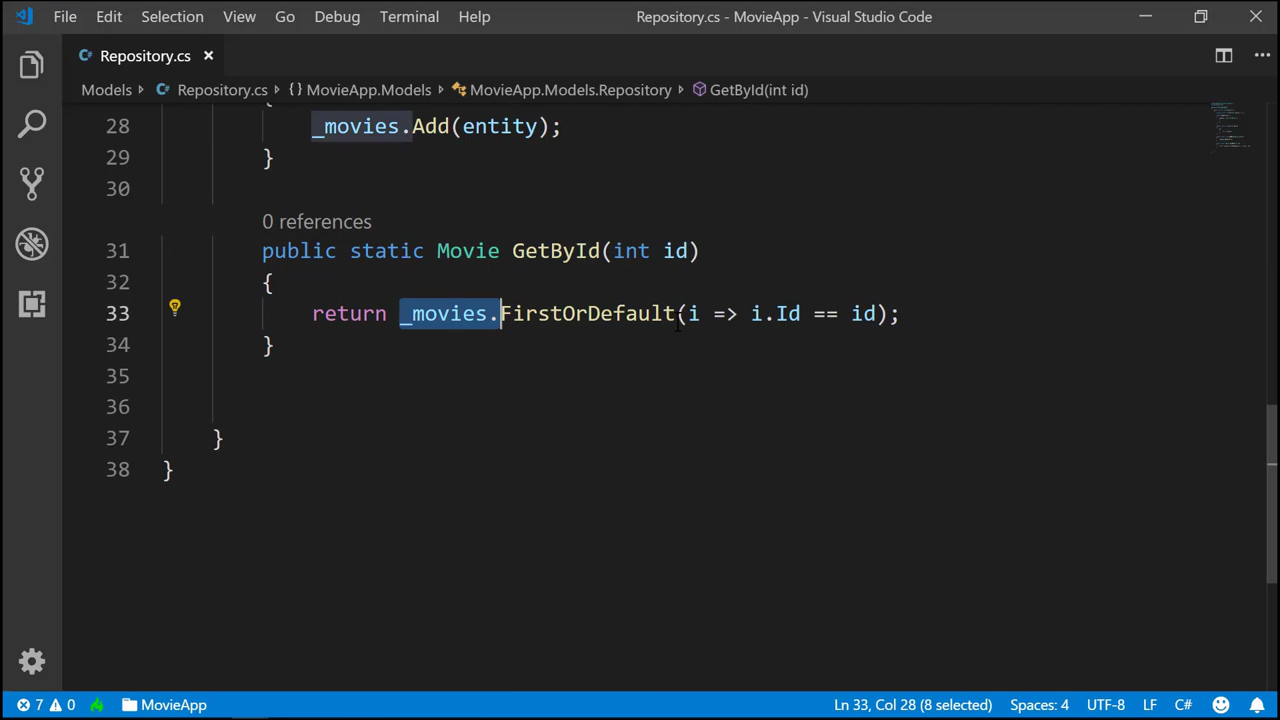 File Edit Selection View Go Debug Terminal Help Repository.cs - MovieApp - Visual Studio Code
Repository.cs
Models Repository.cs {} MovieApp.Models MovieApp.Models.Repository GetById(int id)
{
28 _movies.Add(entity);
29 }
30
0 references
31 public static Movie GetById(int id)
32 {
33 return _movies.FirstOrDefault(i => i.Id == id);
34 }
35
36
37 }
38 }
7 0 MovieApp Ln 33, Col 28 (8 selected) Spaces: 4 UTF-8 LF C#